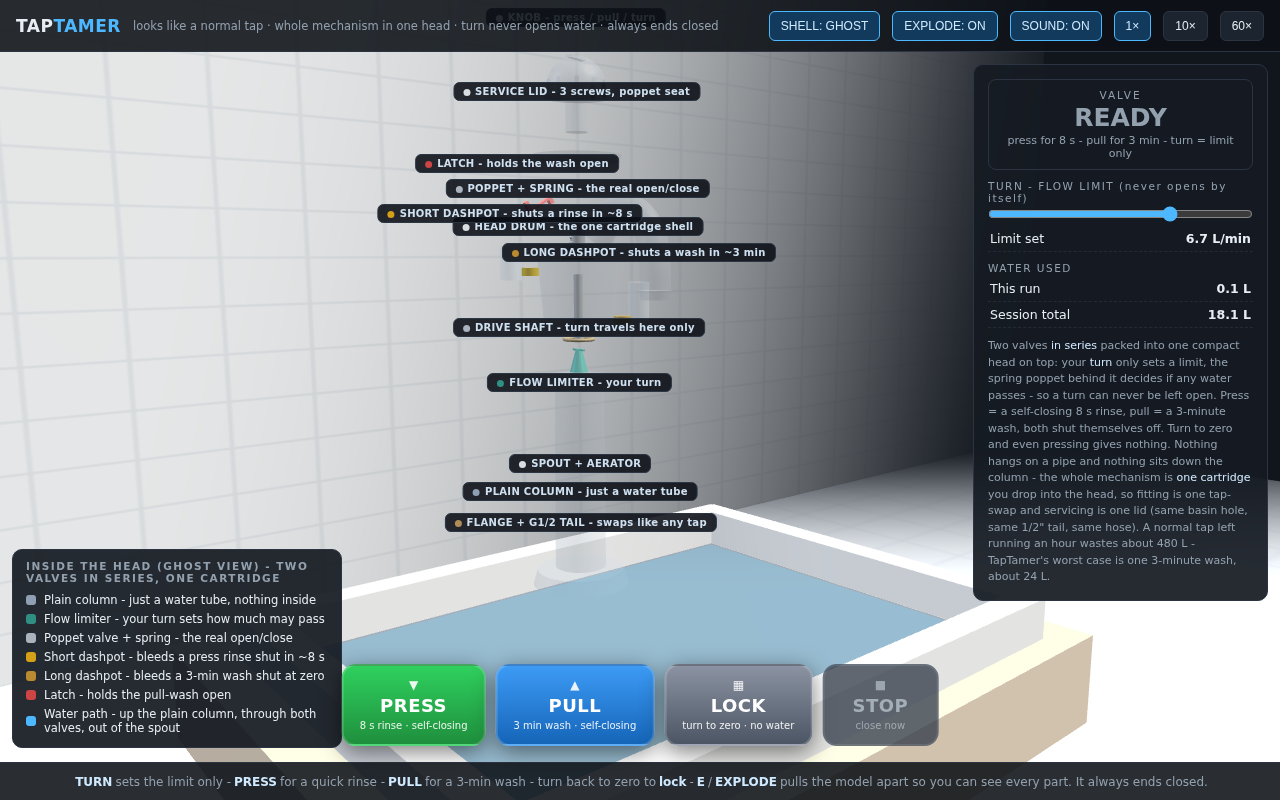 KNOB - press / pull / turn
TAPTAMER
looks like a normal tap · whole mechanism in one head · turn never opens water · always ends closed
SHELL: GHOST
EXPLODE: ON
SOUND: ON
1×
10×
60×
SERVICE LID - 3 screws, poppet seat
LATCH - holds the wash open
POPPET + SPRING - the real open/close
SHORT DASHPOT - shuts a rinse in ~8 s
HEAD DRUM - the one cartridge shell
LONG DASHPOT - shuts a wash in ~3 min
DRIVE SHAFT - turn travels here only
FLOW LIMITER - your turn
SPOUT + AERATOR
PLAIN COLUMN - just a water tube
FLANGE + G1/2 TAIL - swaps like any tap
VALVE
READY
press for 8 s - pull for 3 min - turn = limit
only
TURN - FLOW LIMIT (never opens by
itself)
Limit set 6.7 L/min
WATER USED
This run 0.1 L
Session total 18.1 L
Two valves in series packed into one compact
head on top: your turn only sets a limit, the
spring poppet behind it decides if any water
passes - so a turn can never be left open. Press
= a self-closing 8 s rinse, pull = a 3-minute
wash, both shut themselves off. Turn to zero
and even pressing gives nothing. Nothing
hangs on a pipe and nothing sits down the
column - the whole mechanism is one cartridge
you drop into the head, so fitting is one tap-
swap and servicing is one lid (same basin hole,
same 1/2" tail, same hose). A normal tap left
running an hour wastes about 480 L -
TapTamer's worst case is one 3-minute wash,
about 24 L.
INSIDE THE HEAD (GHOST VIEW) - TWO
VALVES IN SERIES, ONE CARTRIDGE
Plain column - just a water tube, nothing inside
Flow limiter - your turn sets how much may pass
Poppet valve + spring - the real open/close
Short dashpot - bleeds a press rinse shut in ~8 s
Long dashpot - bleeds a 3-min wash shut at zero
Latch - holds the pull-wash open
Water path - up the plain column, through both
valves, out of the spout
▼
PRESS
8 s rinse · self-closing
▲
PULL
3 min wash · self-closing
▦
LOCK
turn to zero · no water
■
STOP
close now
TURN sets the limit only - PRESS for a quick rinse - PULL for a 3-min wash - turn back to zero to lock - E / EXPLODE pulls the model apart so you can see every part. It always ends closed.